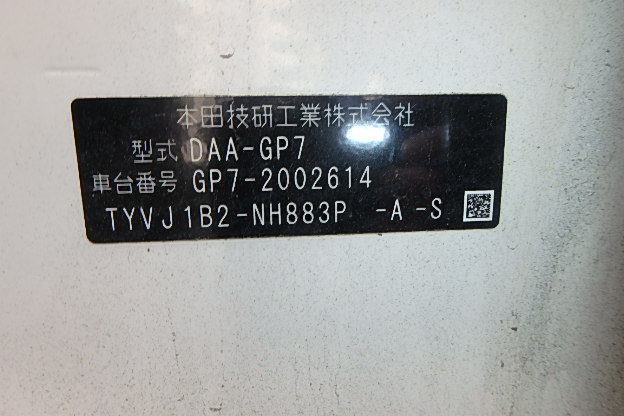 本田技研工業株式会社
型式 DAA-GP7
車台番号 GP7-2002614
TYVJ1B2-NH883P -A-S